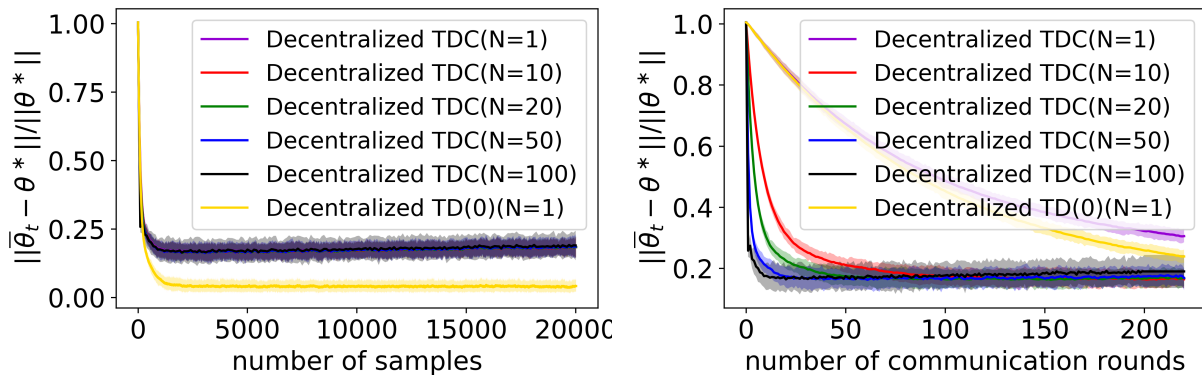 ||θ̅_t − θ*||/||θ*||
1.00
0.75
0.50
0.25
0.00
Decentralized TDC(N=1)
Decentralized TDC(N=10)
Decentralized TDC(N=20)
Decentralized TDC(N=50)
Decentralized TDC(N=100)
Decentralized TD(0)(N=1)
0 5000 10000 15000 20000
number of samples
||θ̅_t − θ*||/||θ*||
1.0
0.8
0.6
0.4
0.2
Decentralized TDC(N=1)
Decentralized TDC(N=10)
Decentralized TDC(N=20)
Decentralized TDC(N=50)
Decentralized TDC(N=100)
Decentralized TD(0)(N=1)
0 50 100 150 200
number of communication rounds